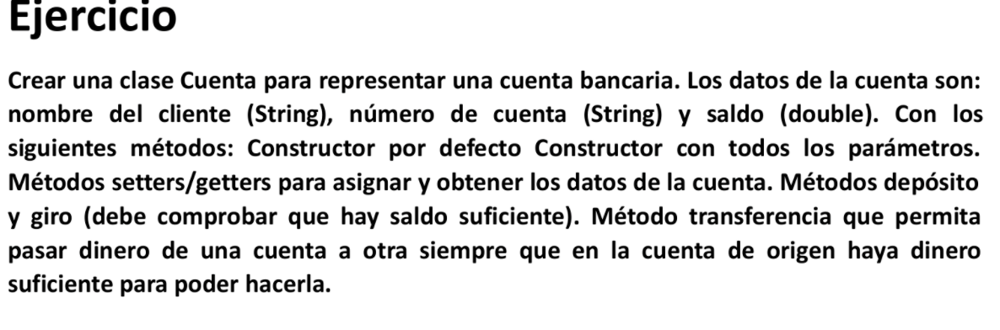 Ejercicio
Crear una clase Cuenta para representar una cuenta bancaria. Los datos de la cuenta son:
nombre del cliente (String), número de cuenta (String) y saldo (double). Con los
siguientes métodos: Constructor por defecto Constructor con todos los parámetros.
Métodos setters/getters para asignar y obtener los datos de la cuenta. Métodos depósito
y giro (debe comprobar que hay saldo suficiente). Método transferencia que permita
pasar dinero de una cuenta a otra siempre que en la cuenta de origen haya dinero
suficiente para poder hacerla.